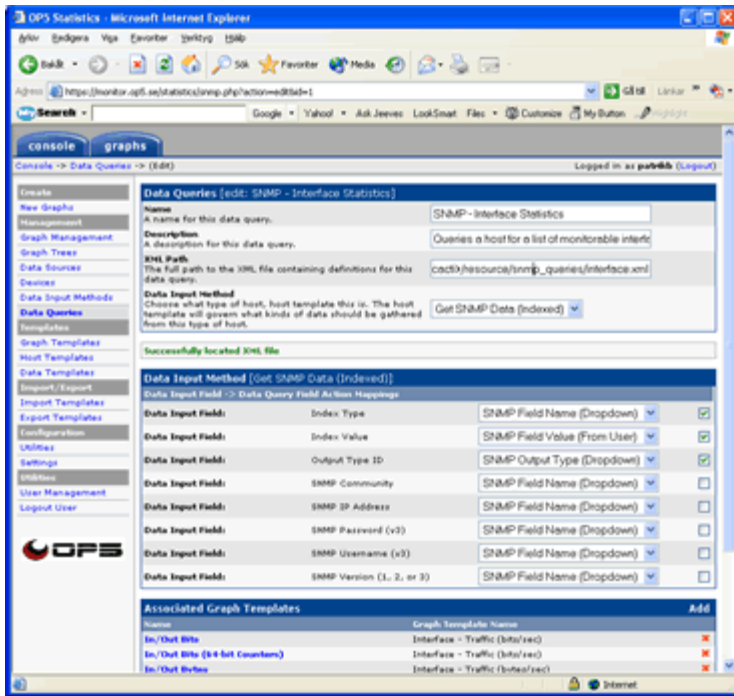 OPS Statistics - Microsoft Internet Explorer
Arkiv Redigera Visa Favoriter Verktyg Hjälp
Bakåt Sök Favoriter Media
Adress https://monitor.op5.se/statistics/snmp.php?action=edit&id=1 Gå till Länkar
Search Google Yahoo! Ask Jeeves LookSmart Files Customize My Button Highlight
console graphs
Console -> Data Queries -> (Edit) Logged in as patrikb (Logout)
Create
New Graphs
Management
Graph Management
Graph Trees
Data Sources
Devices
Data Input Methods
Data Queries
Templates
Graph Templates
Host Templates
Data Templates
Import/Export
Import Templates
Export Templates
Configuration
Utilities
Settings
Utilities
User Management
Logout User
OP5
Data Queries [edit: SNMP - Interface Statistics]
Name
A name for this data query.
SNMP - Interface Statistics
Description
A description for this data query.
Queries a host for a list of monitorable interfa
XML Path
The full path to the XML file containing definitions for this
data query.
cacti>/resource/snmp_queries/interface.xml
Data Input Method
Choose what type of host, host template this is. The host
template will govern what kinds of data should be gathered
from this type of host.
Get SNMP Data (Indexed)
Successfully located XML file
Data Input Method [Get SNMP Data (Indexed)]
Data Input Field -> Data Query Field Action Mappings
Data Input Field: Index Type SNMP Field Name (Dropdown)
Data Input Field: Index Value SNMP Field Value (From User)
Data Input Field: Output Type ID SNMP Output Type (Dropdown)
Data Input Field: SNMP Community SNMP Field Name (Dropdown)
Data Input Field: SNMP IP Address SNMP Field Name (Dropdown)
Data Input Field: SNMP Password (v3) SNMP Field Name (Dropdown)
Data Input Field: SNMP Username (v3) SNMP Field Name (Dropdown)
Data Input Field: SNMP Version (1, 2, or 3) SNMP Field Name (Dropdown)
Associated Graph Templates Add
Name Graph Template Name
In/Out Bits Interface - Traffic (bits/sec)
In/Out Bits (64-bit Counters) Interface - Traffic (bits/sec)
In/Out Bytes Interface - Traffic (bytes/sec)
Internet